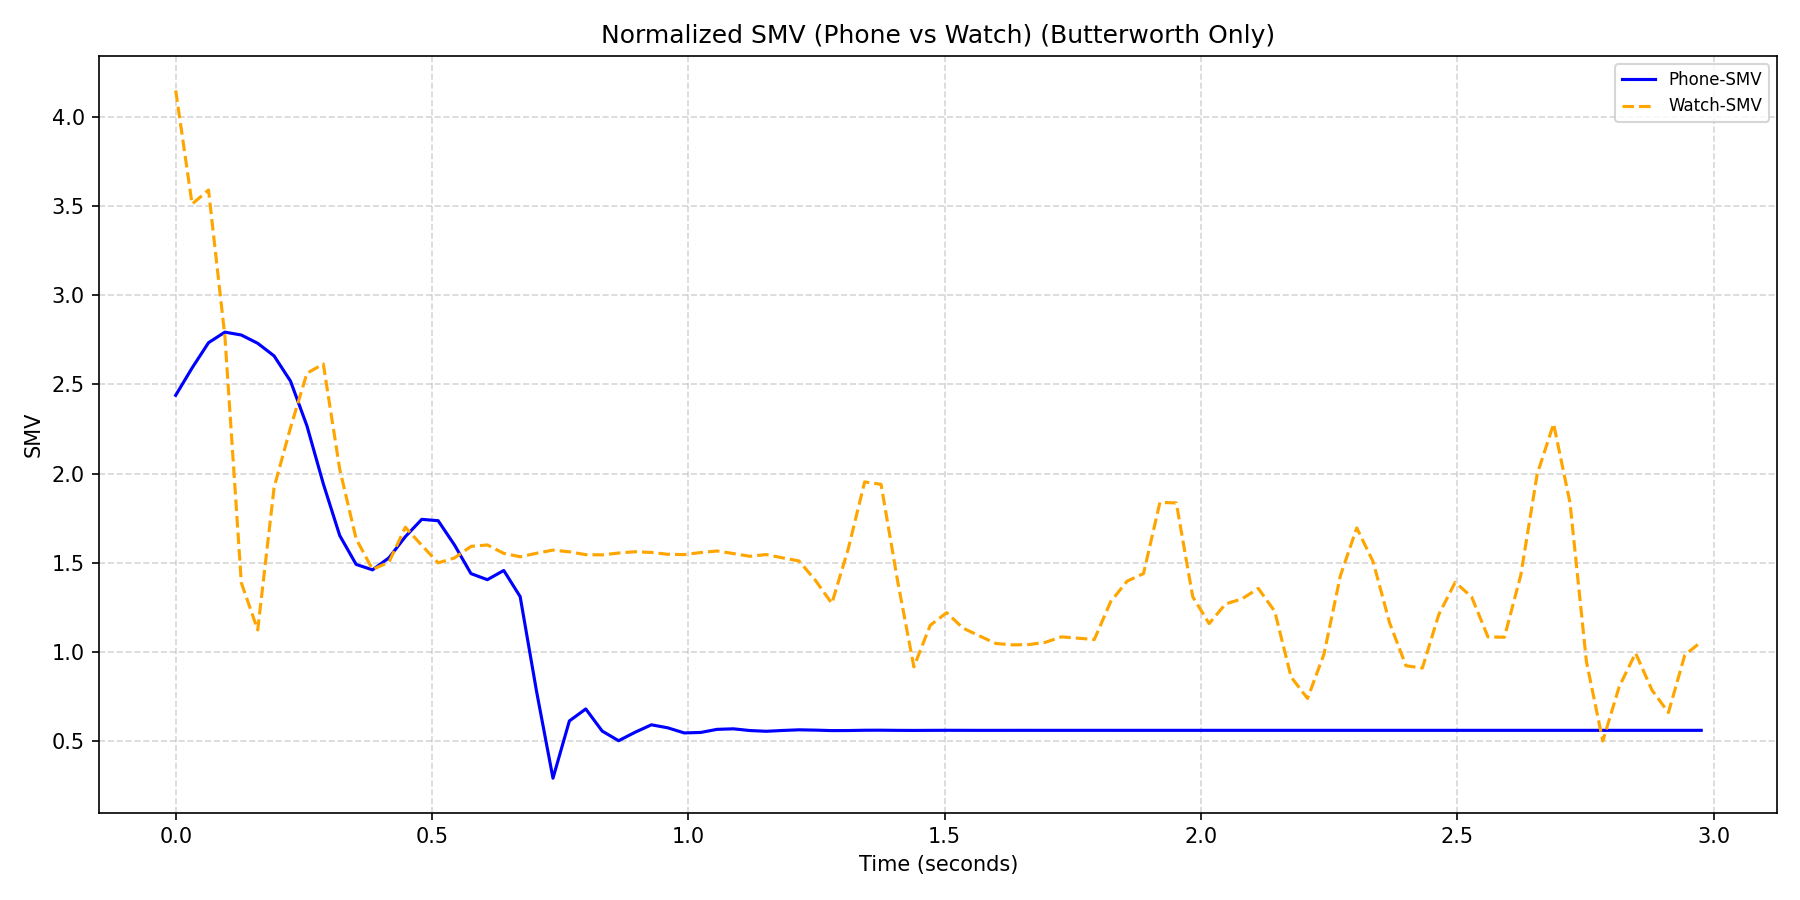 Normalized SMV (Phone vs Watch) (Butterworth Only)
Phone-SMV
Watch-SMV
SMV
4.0
3.5
3.0
2.5
2.0
1.5
1.0
0.5
0.0 0.5 1.0 1.5 2.0 2.5 3.0
Time (seconds)